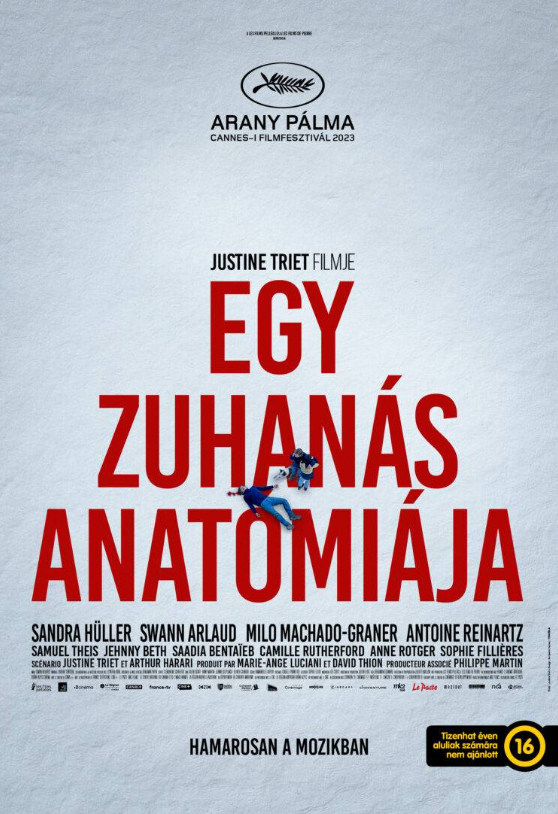 ARANY PÁLMA
CANNES-I FILMFESZTIVÁL 2023
JUSTINE TRIET FILMJE
EGY
ZUHANÁS
ANATÓMIÁJA
SANDRA HÜLLER SWANN ARLAUD MILO MACHADO-GRANER ANTOINE REINARTZ
SAMUEL THEIS JEHNNY BETH SAADIA BENTAÏEB CAMILLE RUTHERFORD ANNE ROTGER SOPHIE FILLIÈRES
SCÉNARIO JUSTINE TRIET ET ARTHUR HARARI PRODUIT PAR MARIE-ANGE LUCIANI ET DAVID THION PRODUCTEUR ASSOCIÉ PHILIPPE MARTIN
Le Pacte
HAMAROSAN A MOZIKBAN
Tizenhat éven
aluliak számára
nem ajánlott
16